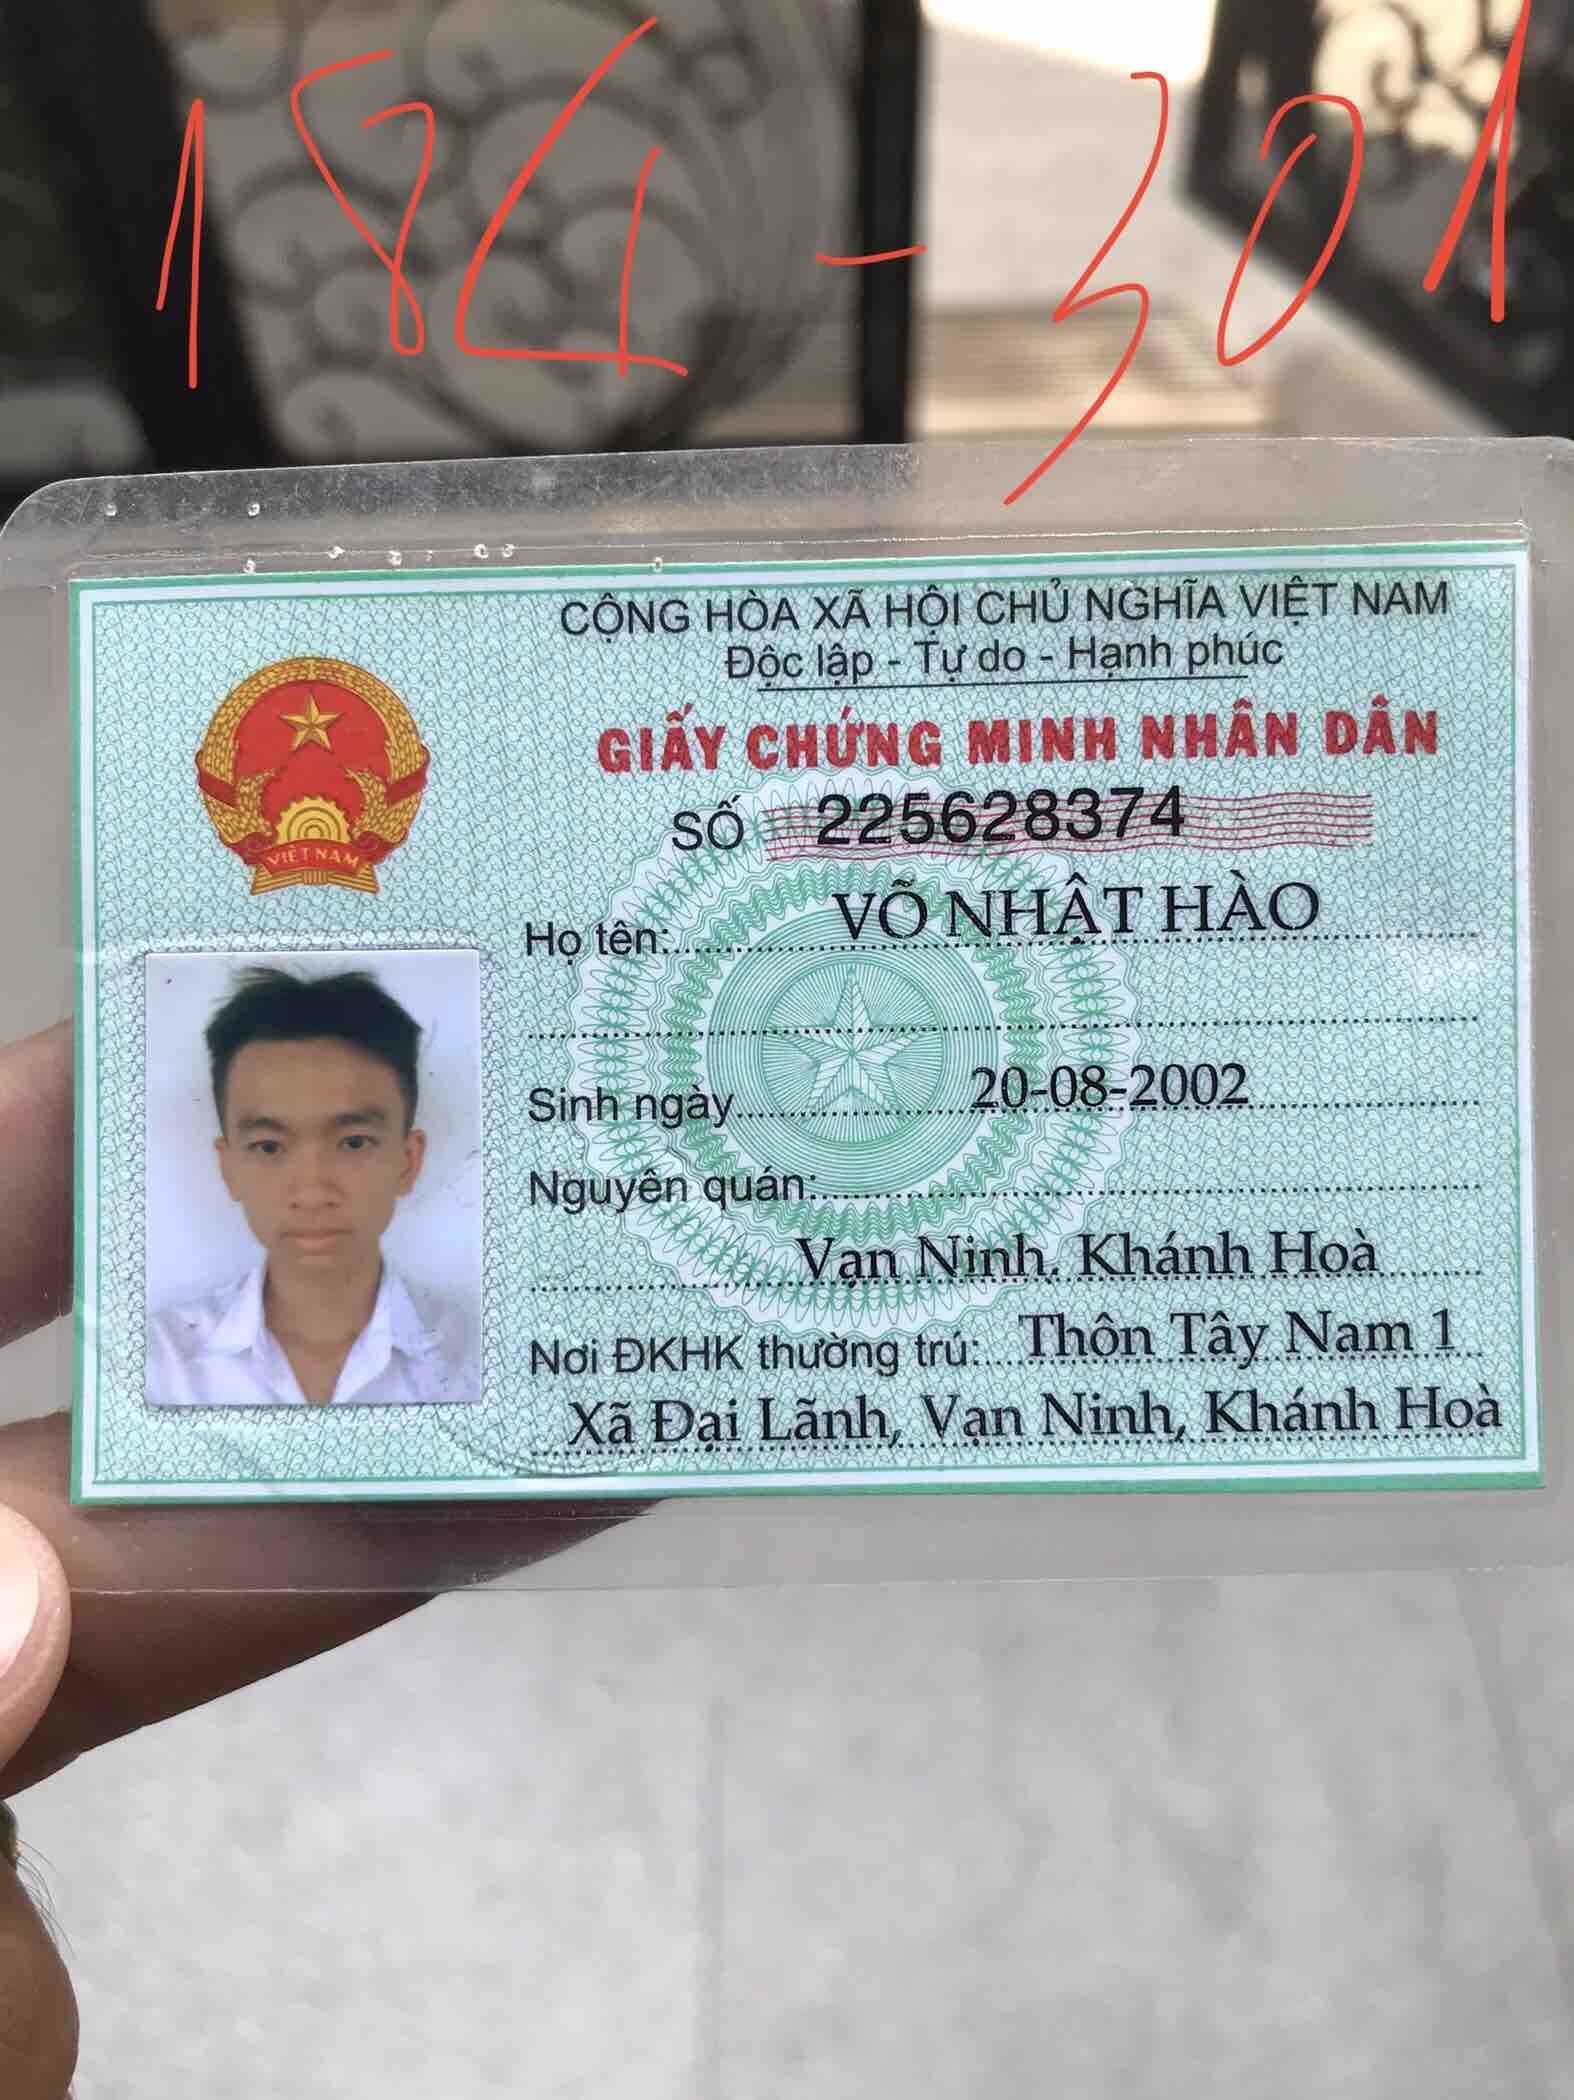 184 - 301
CỘNG HÒA XÃ HỘI CHỦ NGHĨA VIỆT NAM
Độc lập - Tự do - Hạnh phúc
GIẤY CHỨNG MINH NHÂN DÂN
SỐ 225628374
VIỆT NAM
Họ tên: VÕ NHẬT HÀO
Sinh ngày 20-08-2002
Nguyên quán:
Vạn Ninh, Khánh Hoà
Nơi ĐKHK thường trú: Thôn Tây Nam 1
Xã Đại Lãnh, Vạn Ninh, Khánh Hoà